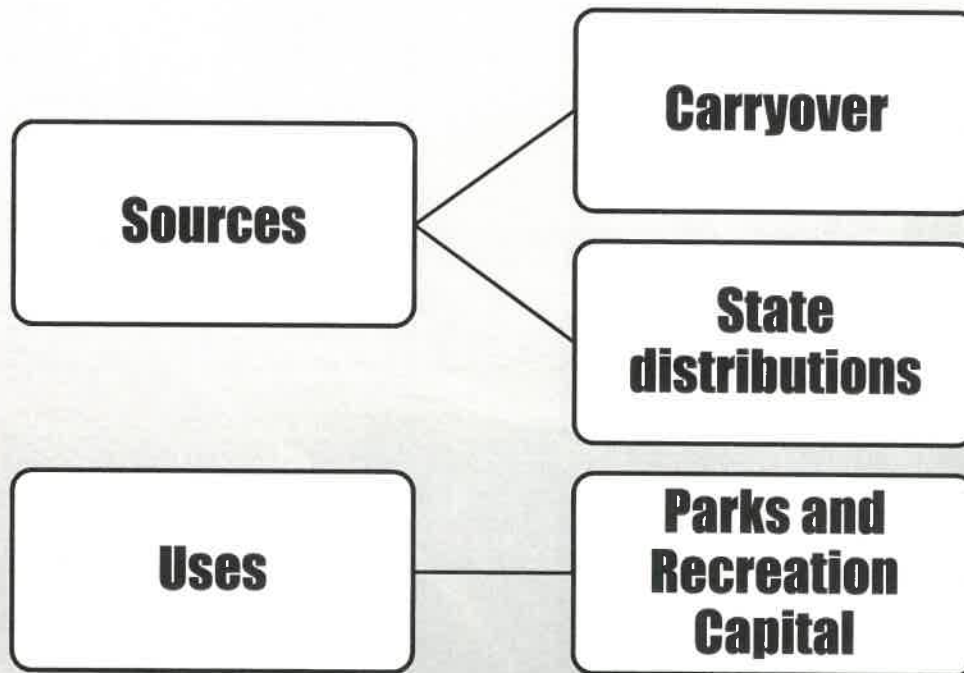 Sources
Carryover
State
distributions
Uses
Parks and
Recreation
Capital